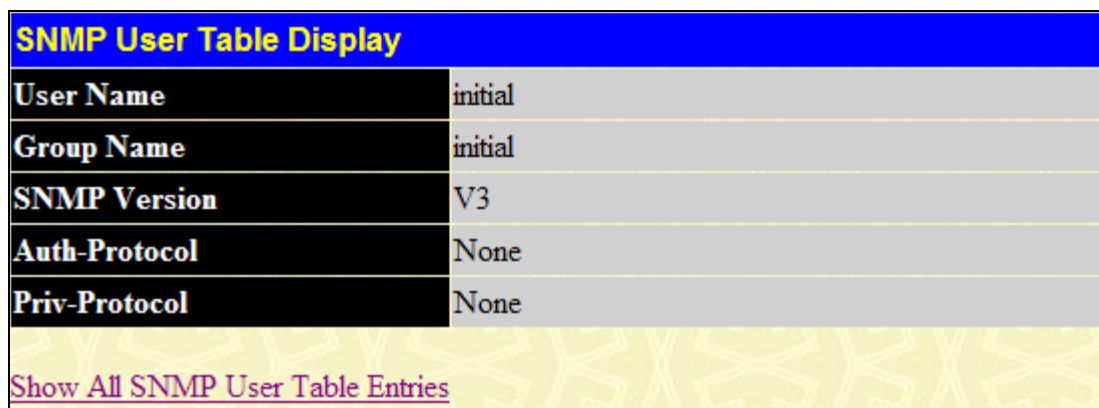 SNMP User Table Display
User Name initial
Group Name initial
SNMP Version V3
Auth-Protocol None
Priv-Protocol None
Show All SNMP User Table Entries